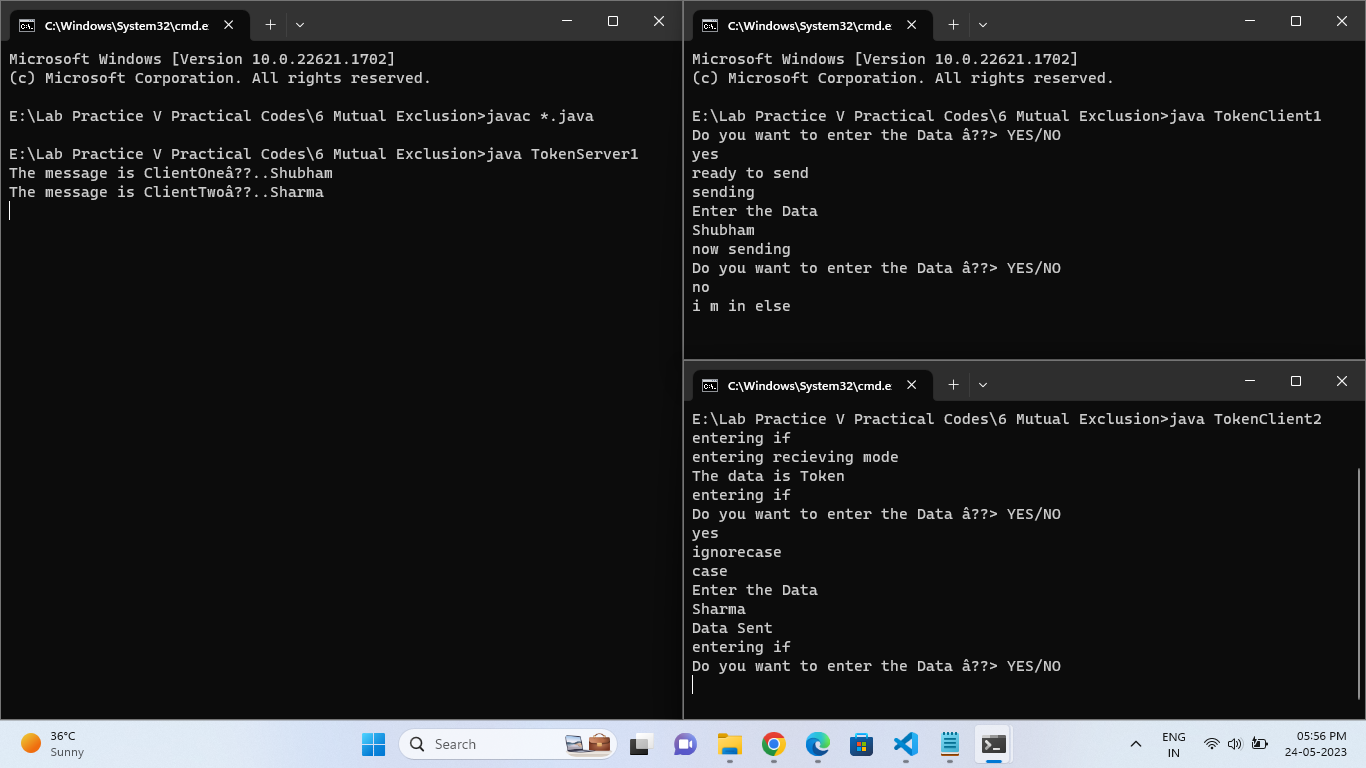 C:\Windows\System32\cmd.e
Microsoft Windows [Version 10.0.22621.1702]
(c) Microsoft Corporation. All rights reserved.
E:\Lab Practice V Practical Codes\6 Mutual Exclusion>javac *.java
E:\Lab Practice V Practical Codes\6 Mutual Exclusion>java TokenServer1
The message is ClientOneâ??..Shubham
The message is ClientTwoâ??..Sharma
C:\Windows\System32\cmd.e
Microsoft Windows [Version 10.0.22621.1702]
(c) Microsoft Corporation. All rights reserved.
E:\Lab Practice V Practical Codes\6 Mutual Exclusion>java TokenClient1
Do you want to enter the Data â??> YES/NO
yes
ready to send
sending
Enter the Data
Shubham
now sending
Do you want to enter the Data â??> YES/NO
no
i m in else
C:\Windows\System32\cmd.e
E:\Lab Practice V Practical Codes\6 Mutual Exclusion>java TokenClient2
entering if
entering recieving mode
The data is Token
entering if
Do you want to enter the Data â??> YES/NO
yes
ignorecase
case
Enter the Data
Sharma
Data Sent
entering if
Do you want to enter the Data â??> YES/NO
36°C
Sunny
Search
ENG
IN
05:56 PM
24-05-2023